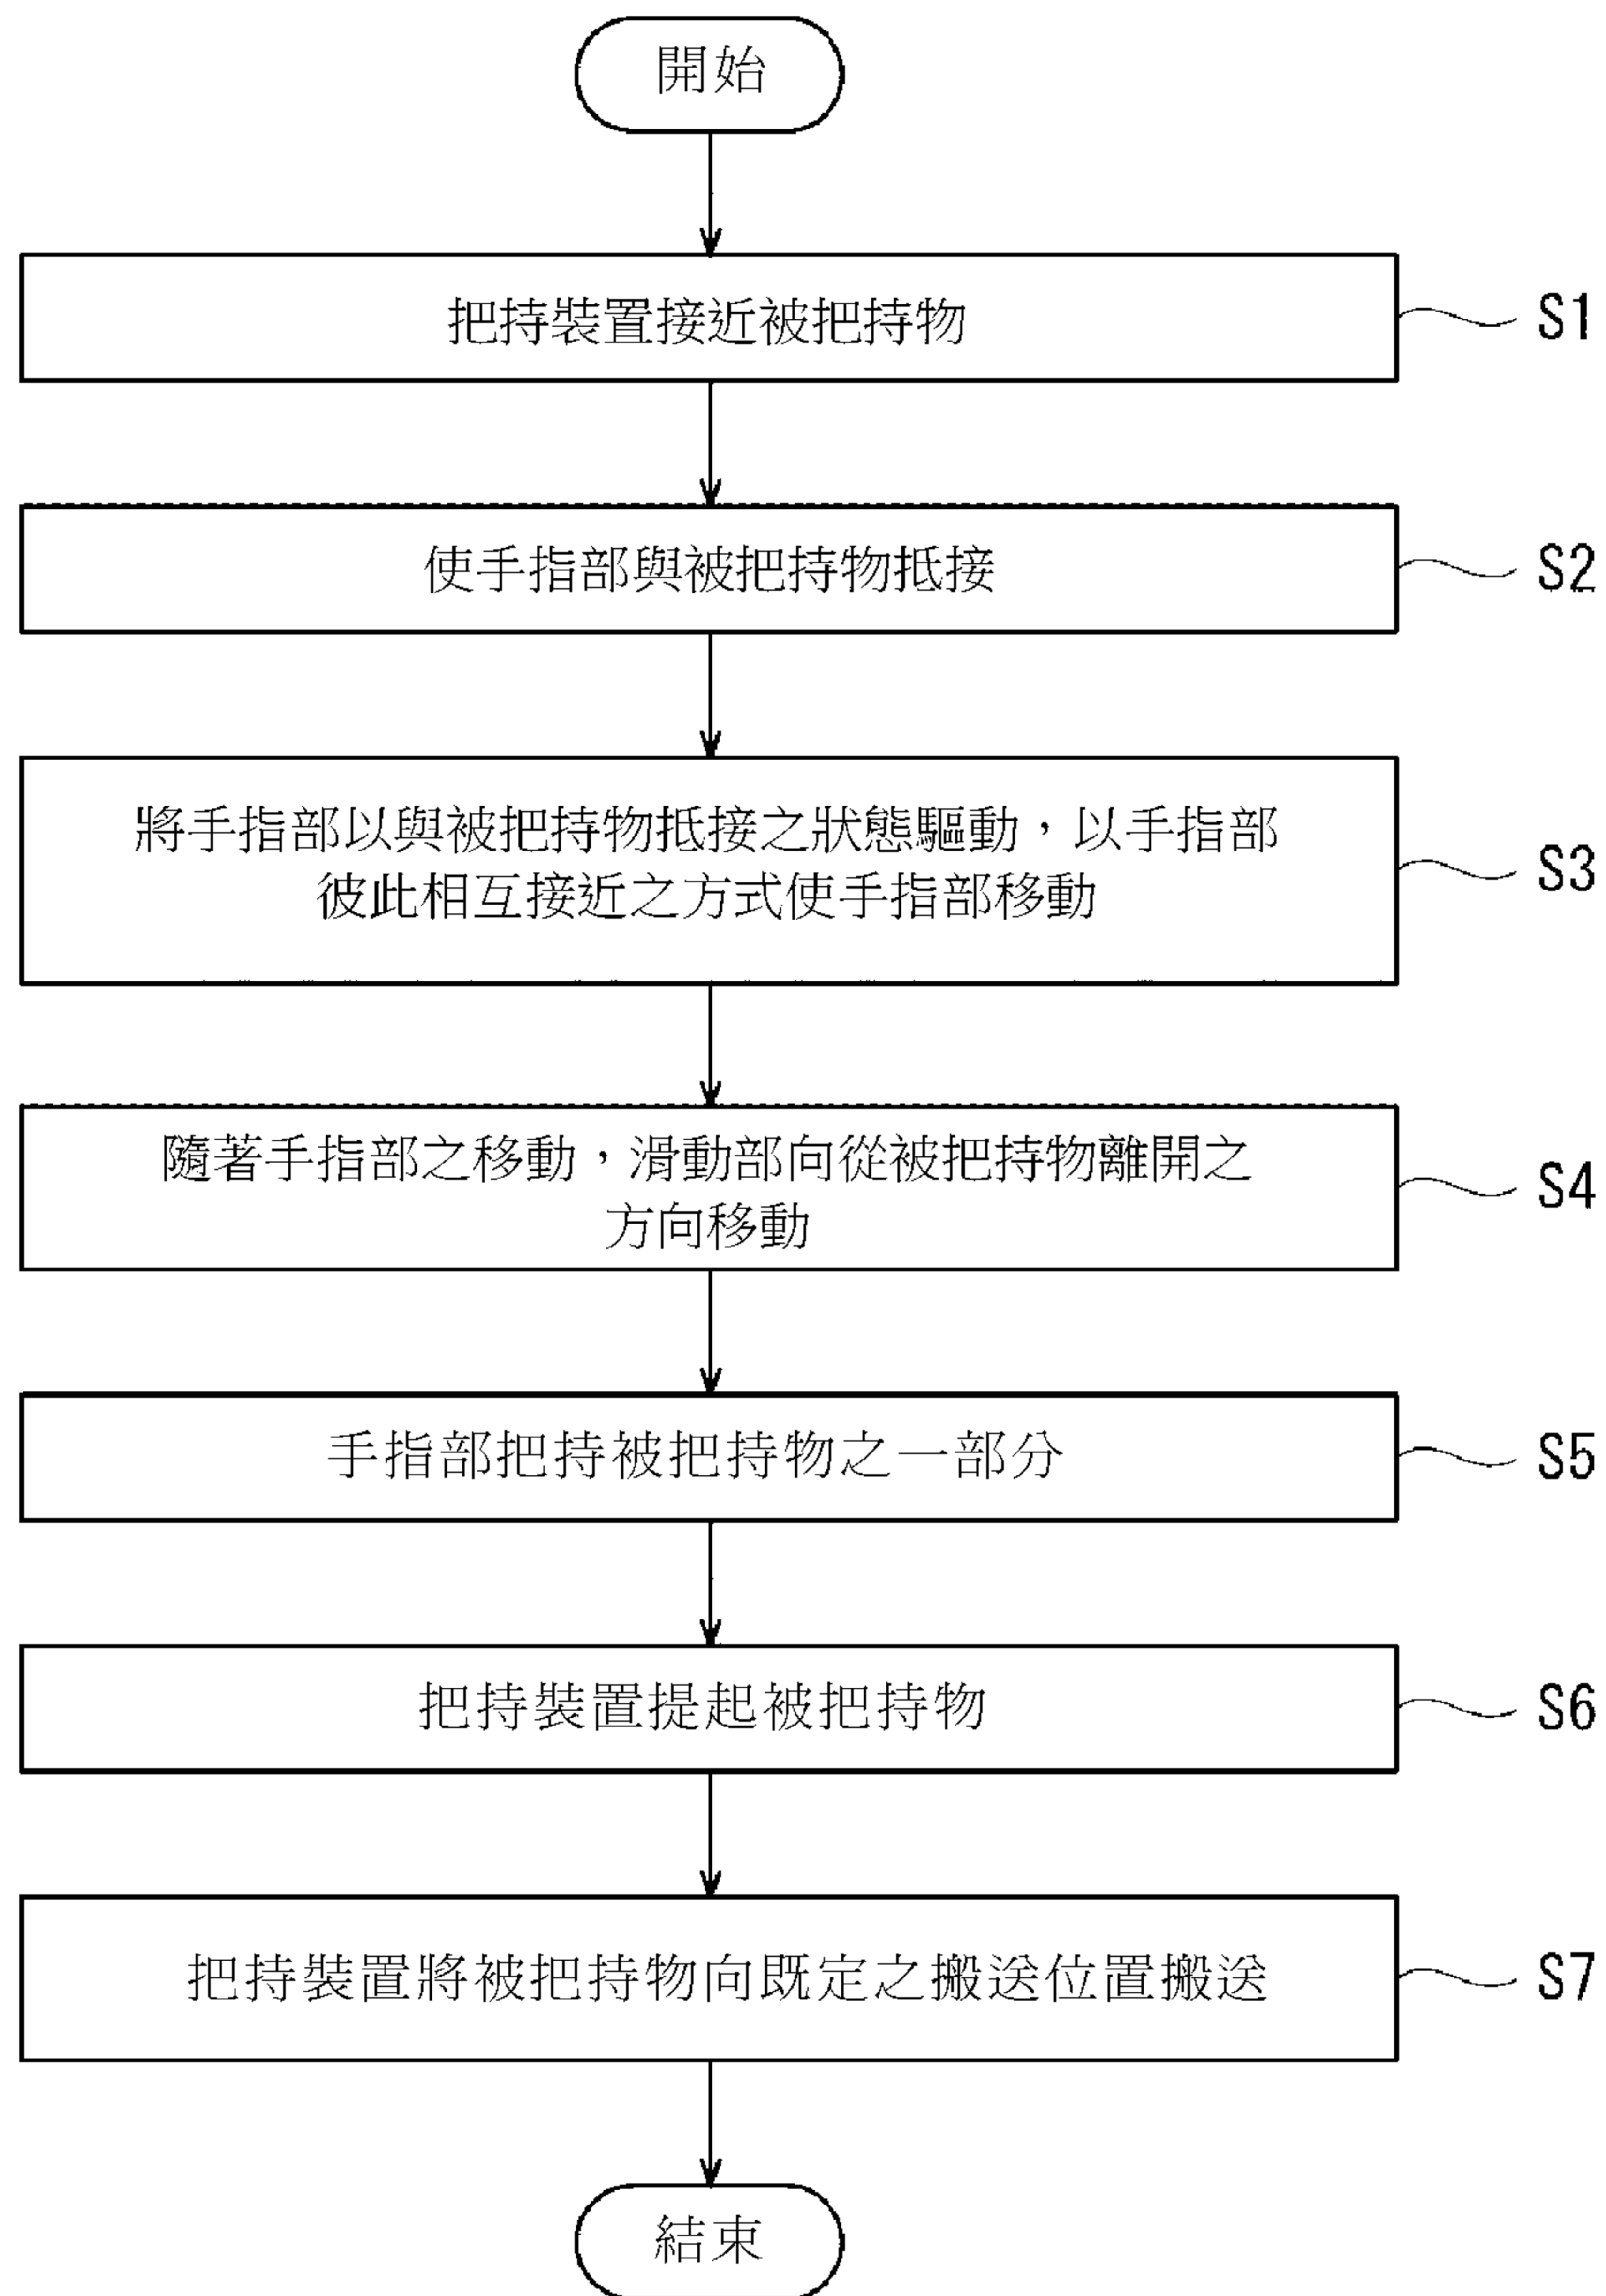 開始
把持裝置接近被把持物
S1
使手指部與被把持物抵接
S2
將手指部以與被把持物抵接之狀態驅動，以手指部
彼此相互接近之方式使手指部移動
S3
隨著手指部之移動，滑動部向從被把持物離開之
方向移動
S4
手指部把持被把持物之一部分
S5
把持裝置提起被把持物
S6
把持裝置將被把持物向既定之搬送位置搬送
S7
結束